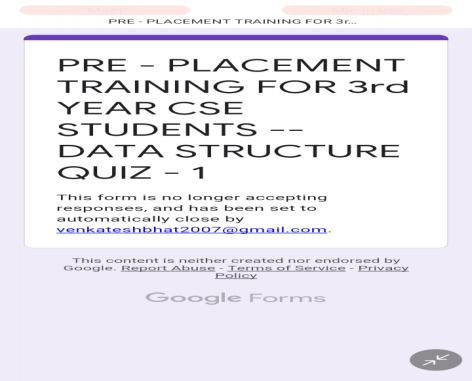 PRE - PLACEMENT TRAINING FOR 3r...
PRE - PLACEMENT
TRAINING FOR 3rd
YEAR CSE
STUDENTS --
DATA STRUCTURE
QUIZ - 1
This form is no longer accepting
responses, and has been set to
automatically close by
venkateshbhat2007@gmail.com.
This content is neither created nor endorsed by
Google. Report Abuse - Terms of Service - Privacy
Policy
Google Forms